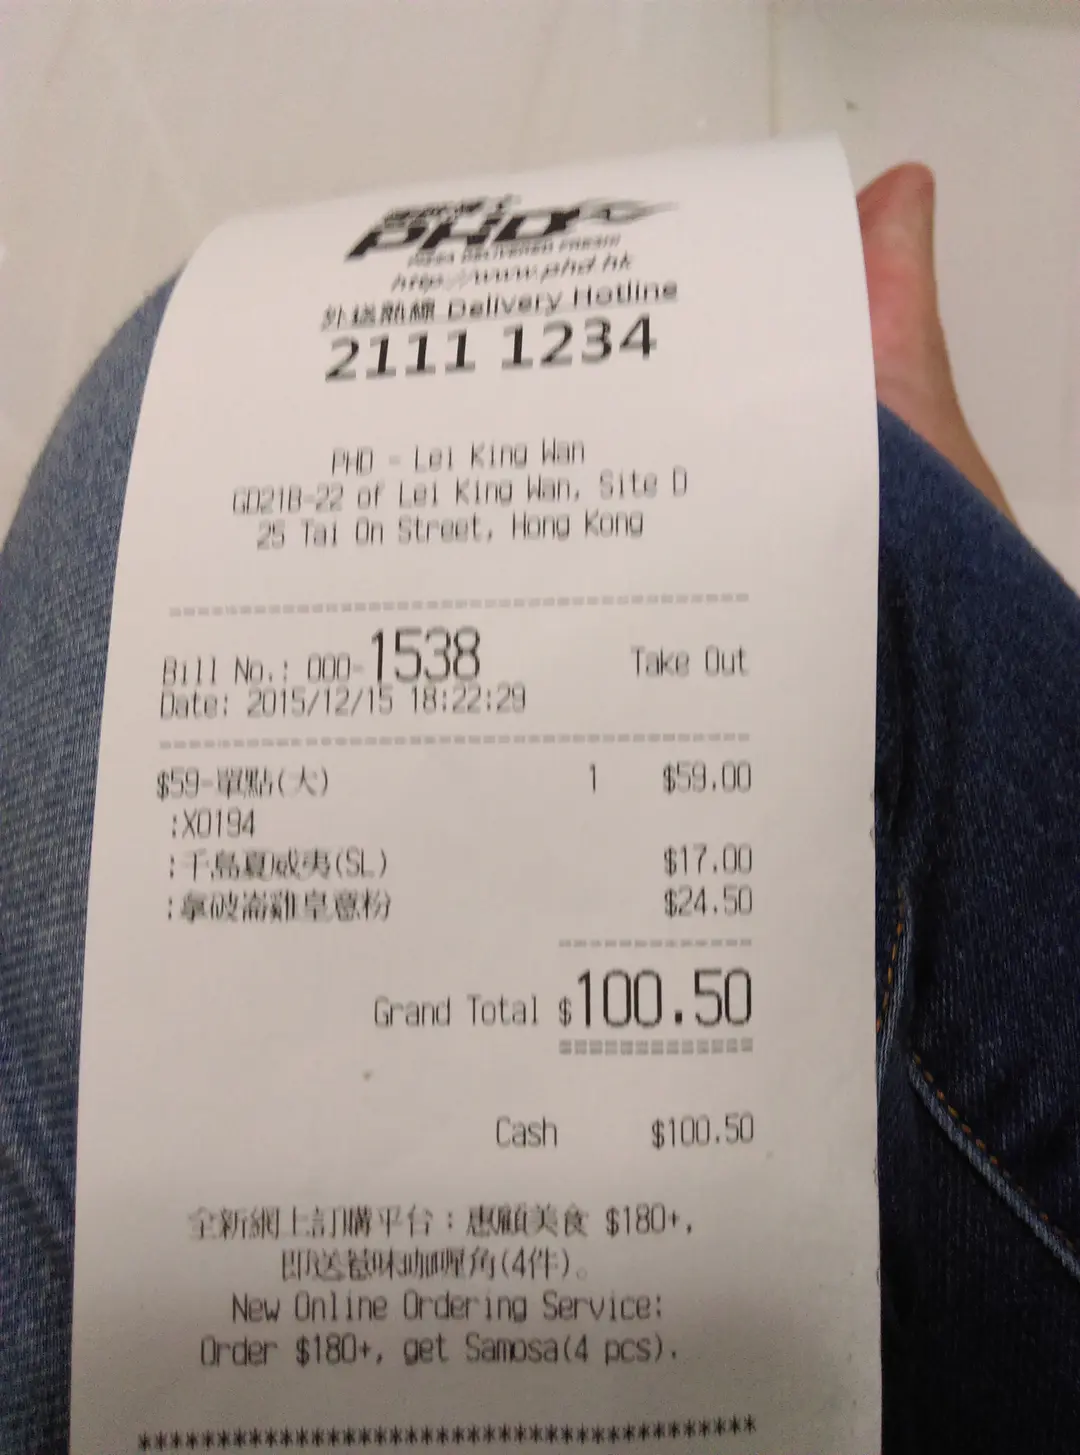 PHD
PIZZA DELIVERED FRESH!
http://www.phd.hk
外送熱線 Delivery Hotline
2111 1234
PHD - Lei King Wan
GD21B-22 of Lei King Wan, Site D
25 Tai On Street, Hong Kong
Bill No.: 000-1538 Take Out
Date: 2015/12/15 18:22:29
$59-單點(大) 1 $59.00
:X0194
:千島夏威夷(SL) $17.00
:拿破崙雞皇意粉 $24.50
Grand Total $100.50
Cash $100.50
全新網上訂購平台：惠顧美食 $180+,
即送惹味咖喱角(4件)。
New Online Ordering Service:
Order $180+, get Samosa(4 pcs).
****************************************